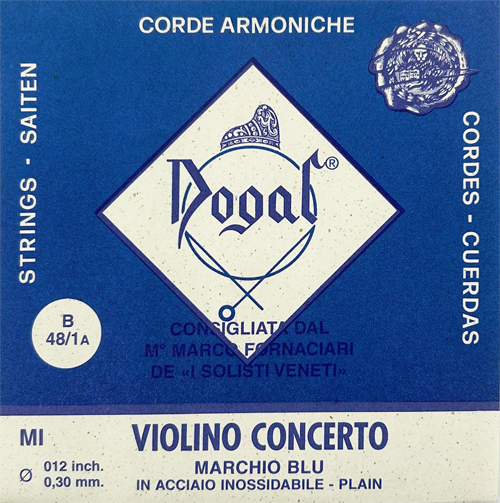 CORDE ARMONICHE
STRINGS - SAITEN
CORDES - CUERDAS
Dogal®
B
48/1A
CONSIGLIATA DAL
M° MARCO FORNACIARI
DE «I SOLISTI VENETI»
MI
VIOLINO CONCERTO
Ø 012 inch.
0,30 mm.
MARCHIO BLU
IN ACCIAIO INOSSIDABILE - PLAIN